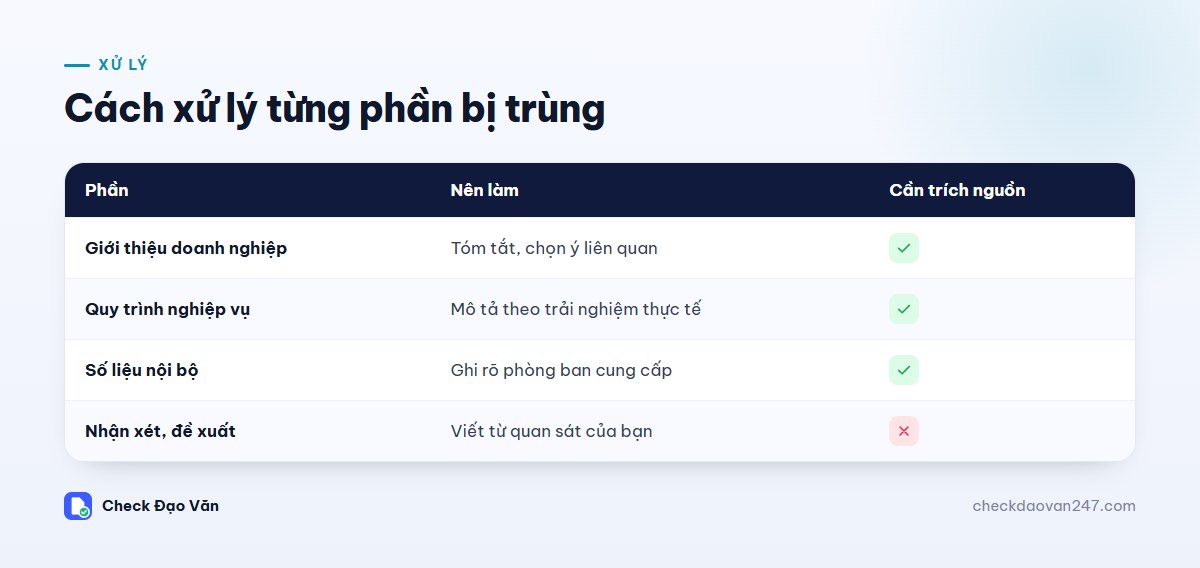 XỬ LÝ
Cách xử lý từng phần bị trùng
Phần Nên làm Cần trích nguồn
Giới thiệu doanh nghiệp Tóm tắt, chọn ý liên quan
Quy trình nghiệp vụ Mô tả theo trải nghiệm thực tế
Số liệu nội bộ Ghi rõ phòng ban cung cấp
Nhận xét, đề xuất Viết từ quan sát của bạn
Check Đạo Văn checkdaovan247.com